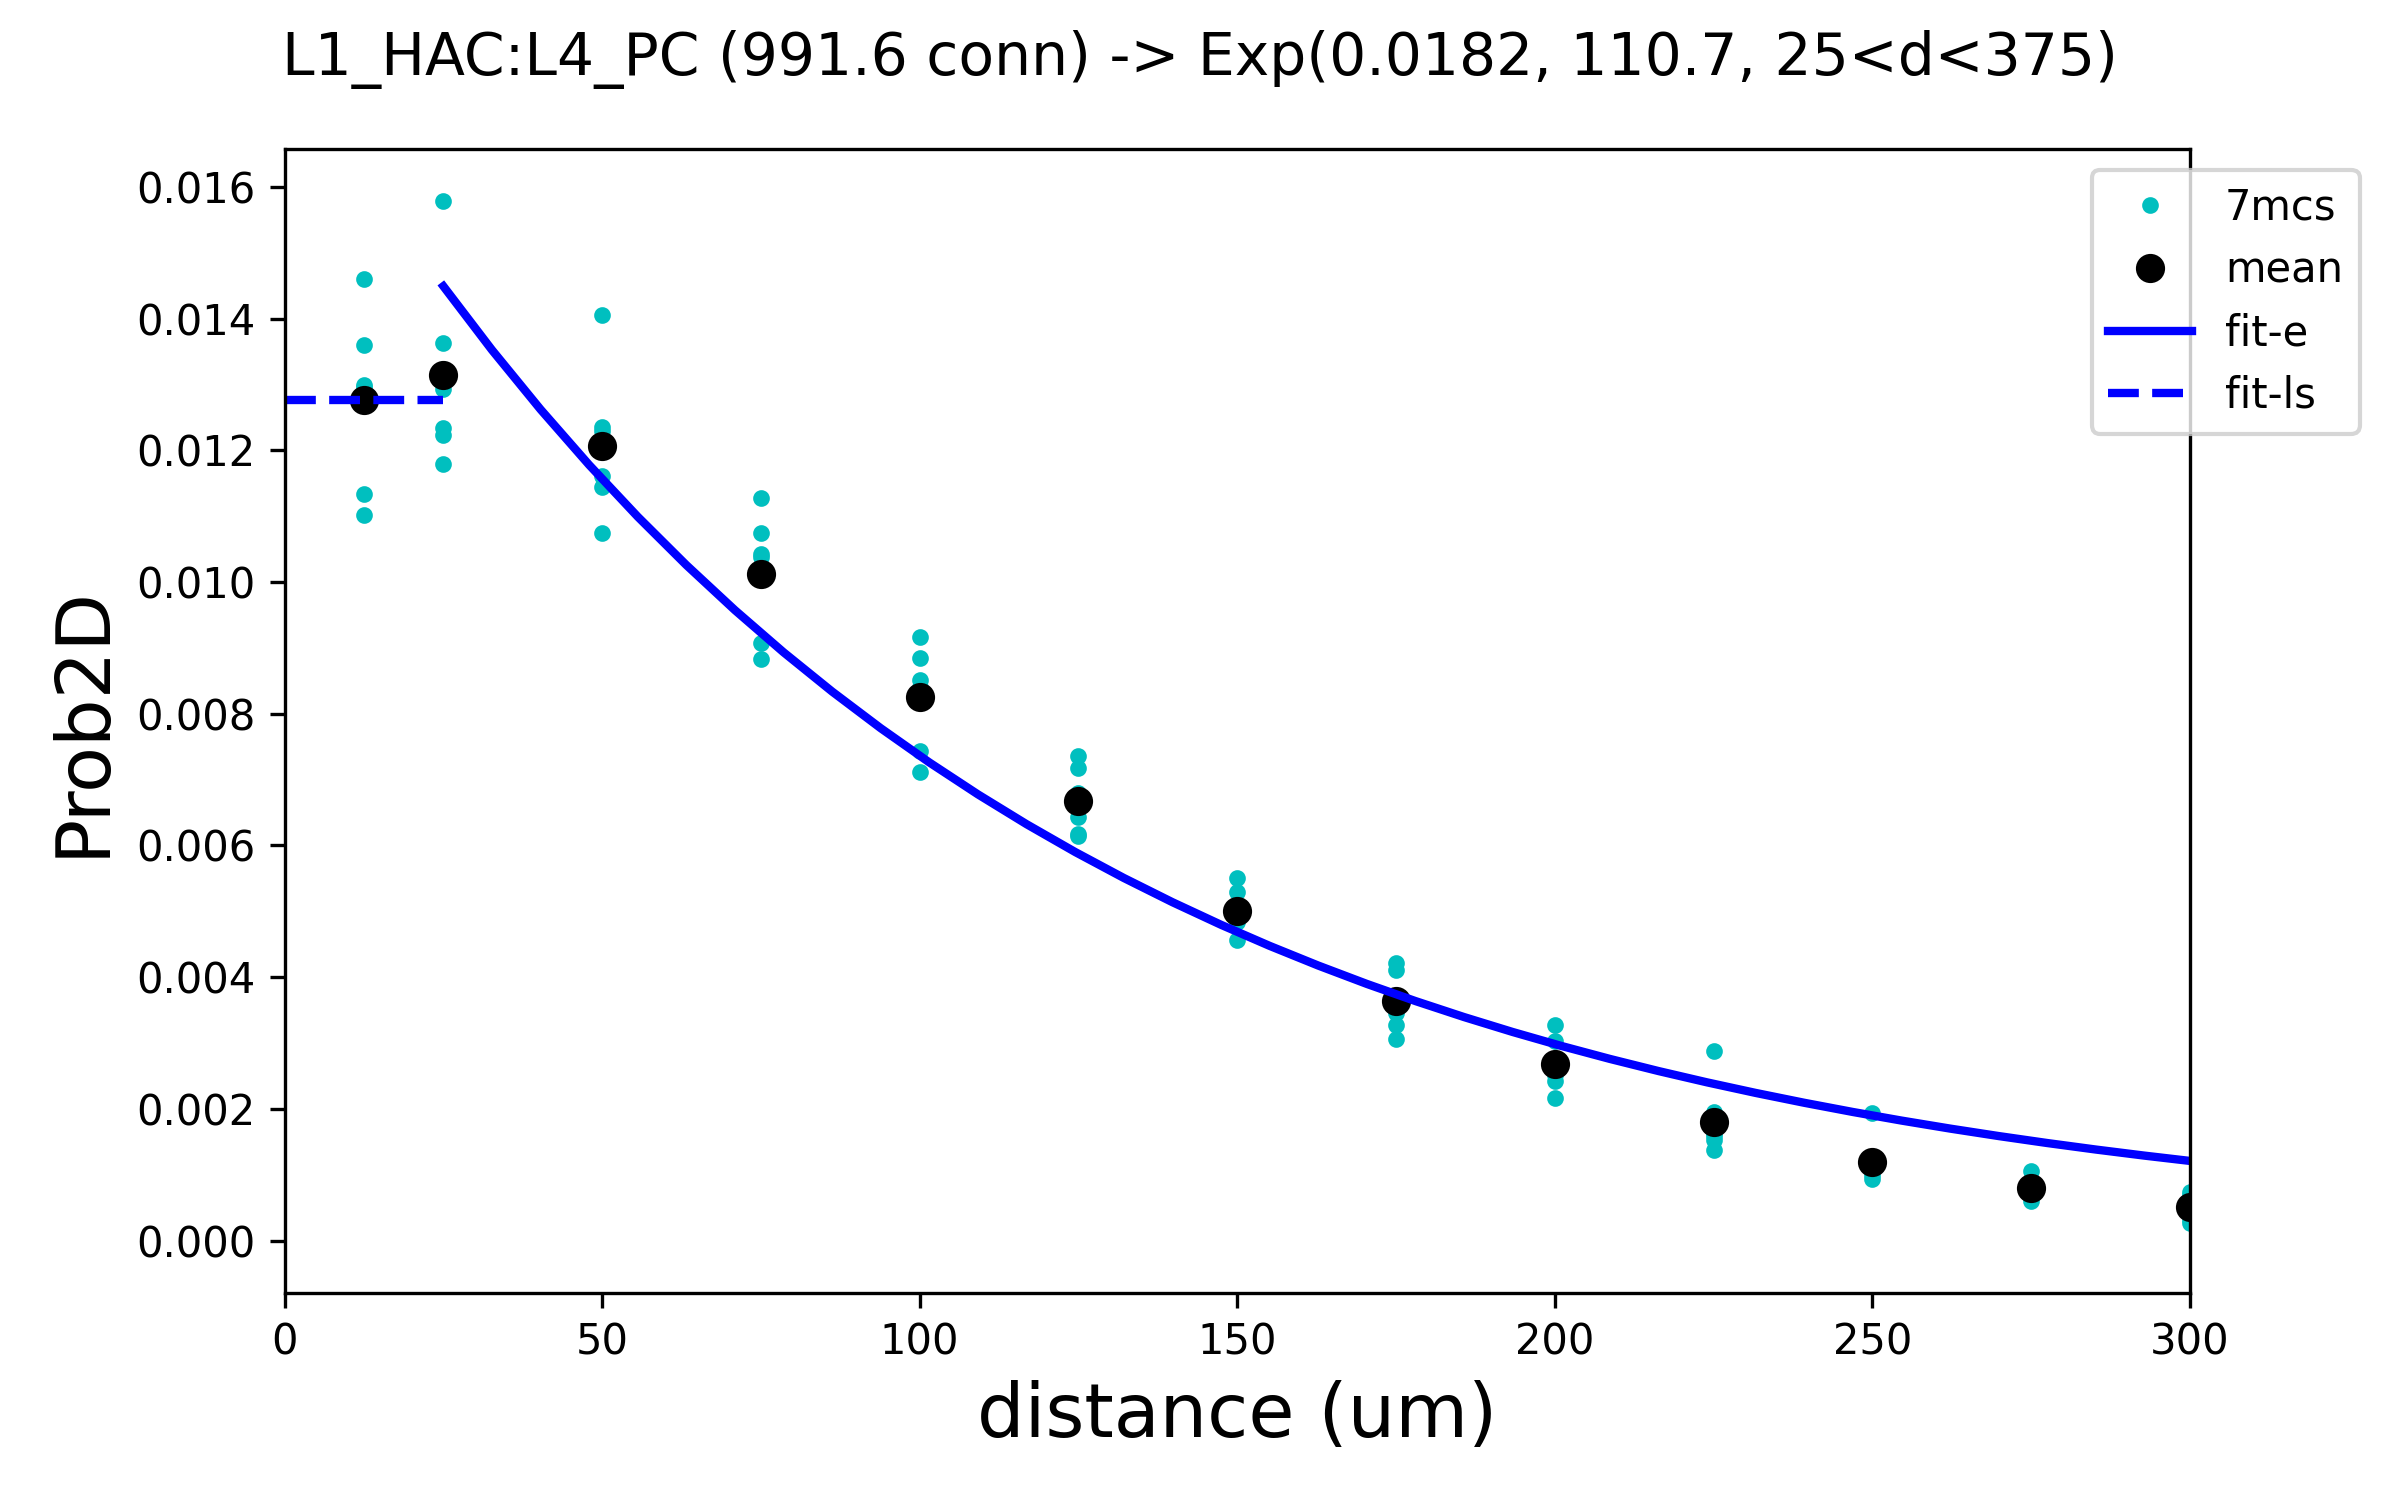 L1_HAC:L4_PC (991.6 conn) -> Exp(0.0182, 110.7, 25<d<375)
7mcs
mean
fit-e
fit-ls
Prob2D
0.016
0.014
0.012
0.010
0.008
0.006
0.004
0.002
0.000
0 50 100 150 200 250 300
distance (um)